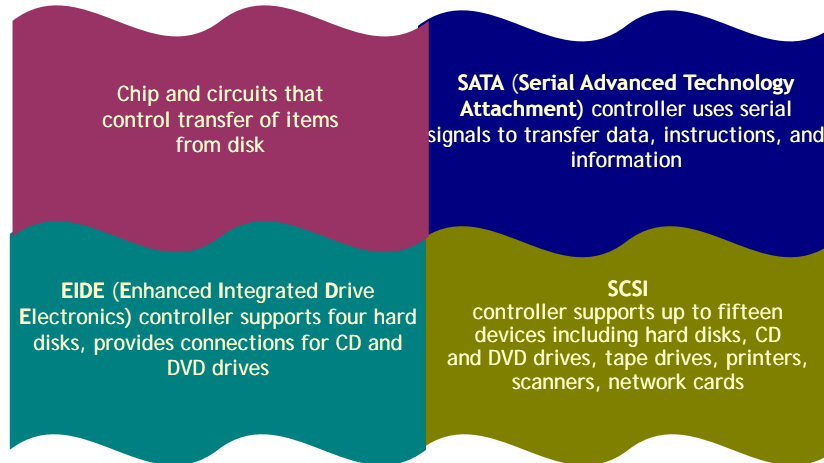 Chip and circuits that
control transfer of items
from disk
SATA (Serial Advanced Technology
Attachment) controller uses serial
signals to transfer data, instructions, and
information
EIDE (Enhanced Integrated Drive
Electronics) controller supports four hard
disks, provides connections for CD and
DVD drives
SCSI
controller supports up to fifteen
devices including hard disks, CD
and DVD drives, tape drives, printers,
scanners, network cards